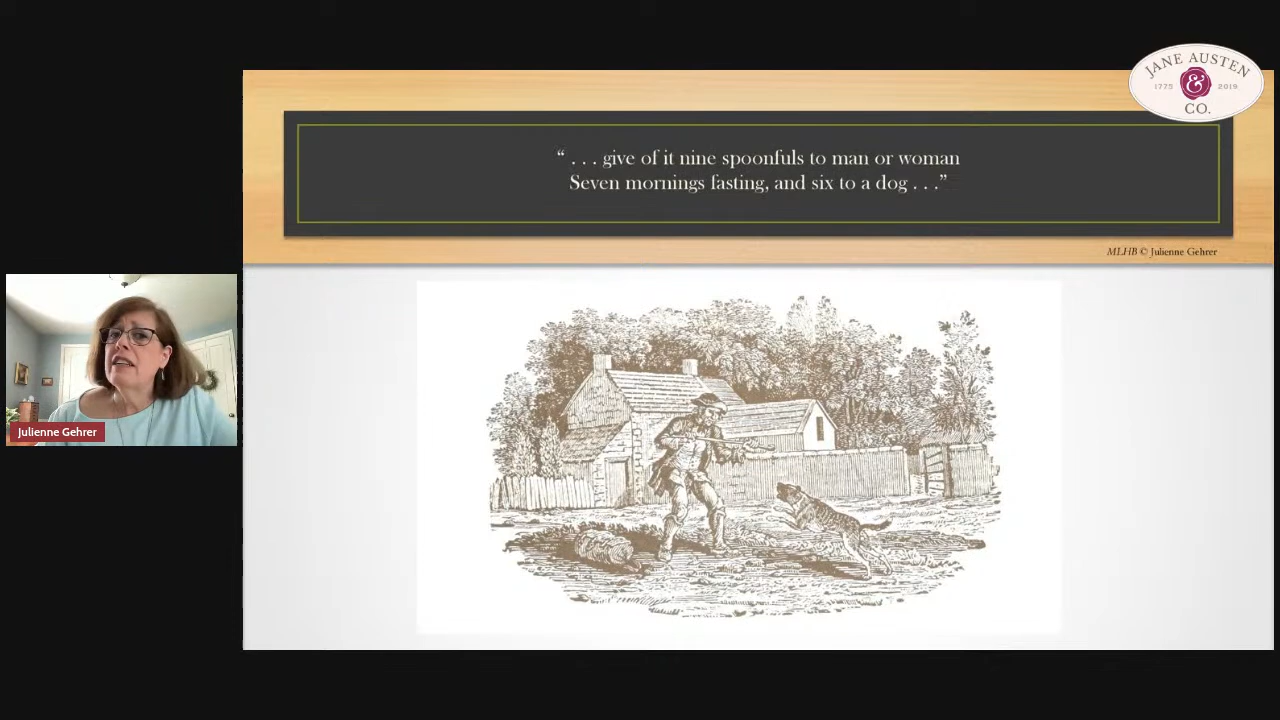 JANE AUSTEN
1775 & 2019
CO.
“ . . . give of it nine spoonfuls to man or woman
Seven mornings fasting, and six to a dog . . .”
MLHB © Julienne Gehrer
Julienne Gehrer